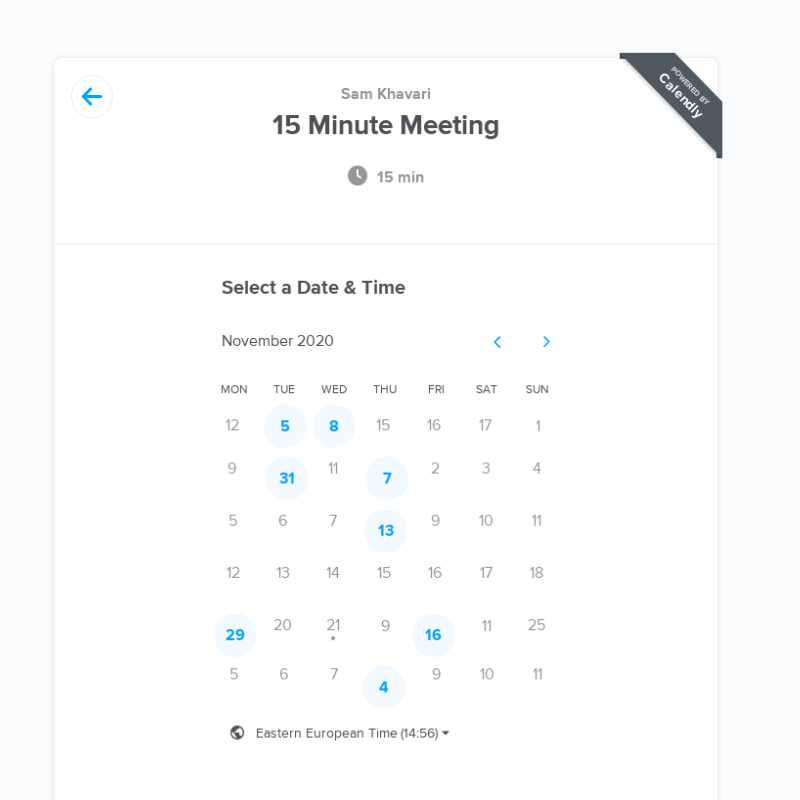 POWERED BY
Calendly
Sam Khavari
15 Minute Meeting
15 min
Select a Date & Time
November 2020
MON TUE WED THU FRI SAT SUN
12 5 8 15 16 17 1
9 31 11 7 2 3 4
5 6 7 13 9 10 11
12 13 14 15 16 17 18
29 20 21 9 16 11 25
5 6 7 4 9 10 11
Eastern European Time (14:56)